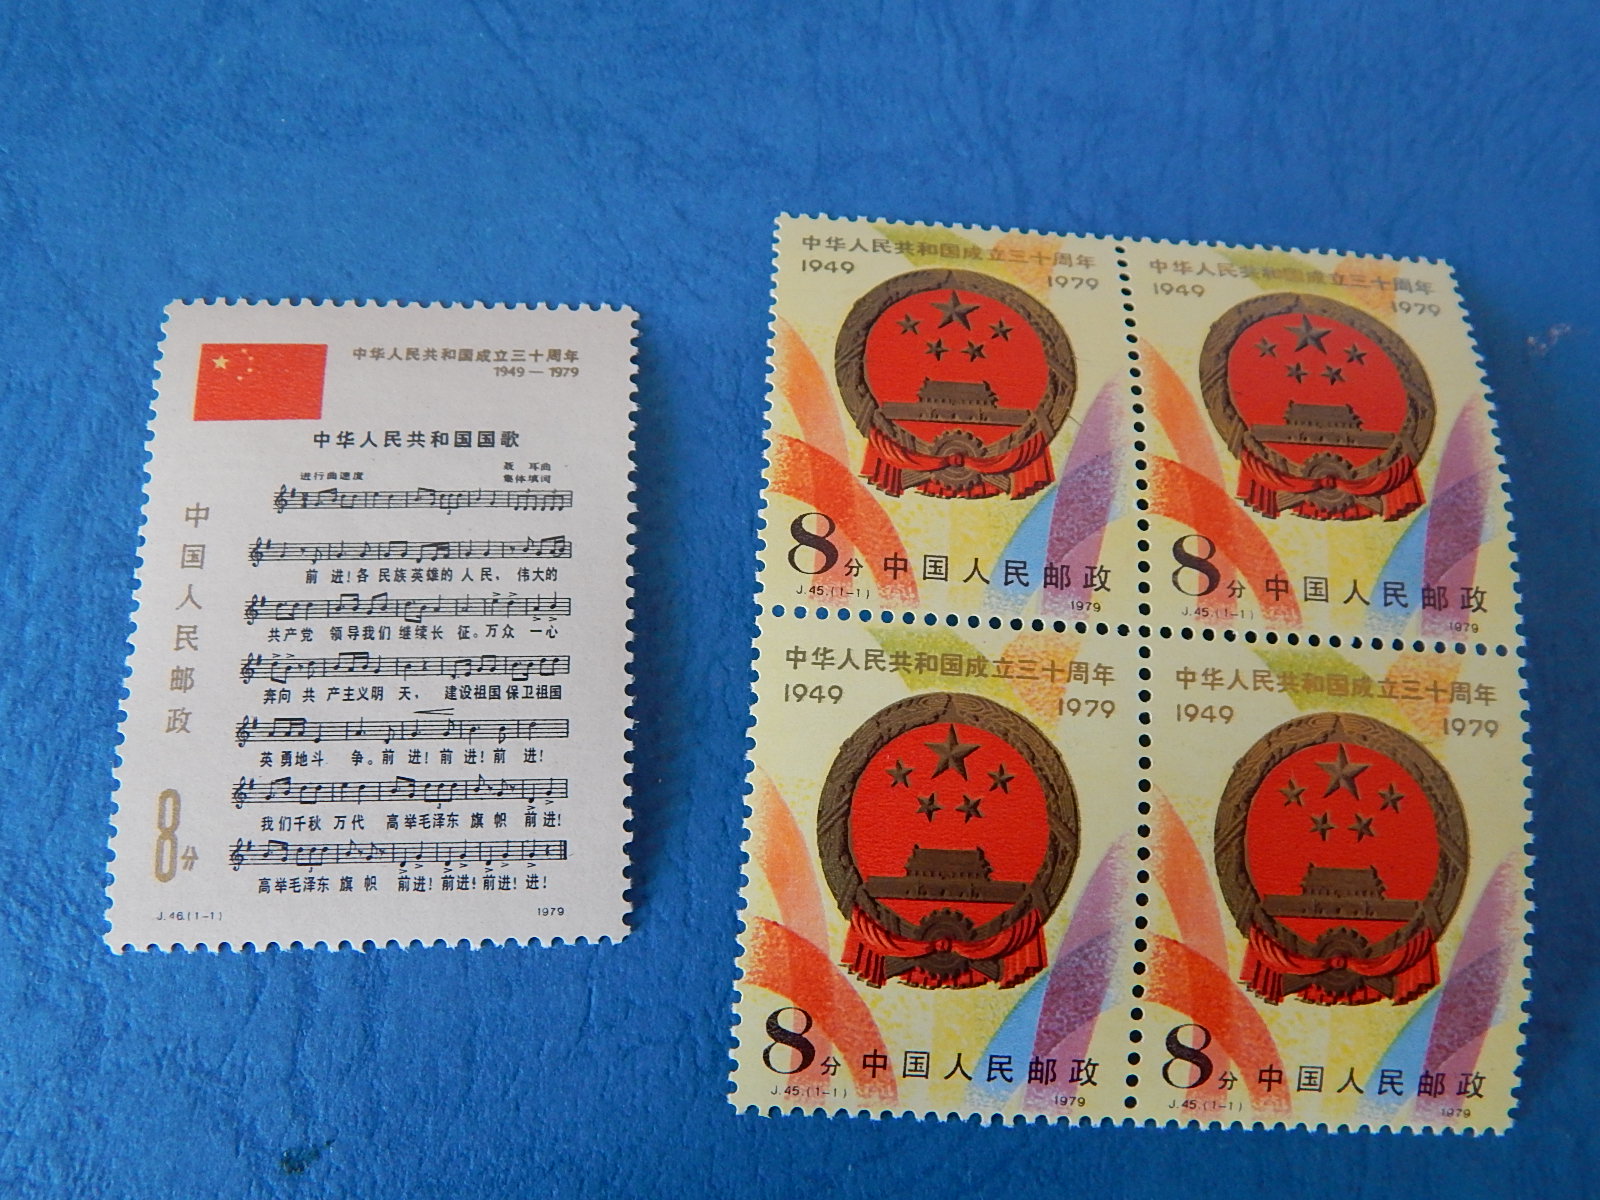 中华人民共和国成立三十周年
1949—1979
中华人民共和国国歌
进行曲速度
聂 耳曲
集体填词
前 进!各 民族英雄的 人 民, 伟大的
共产党 领导我们 继续长 征。万众 一心
奔向 共 产主义明 天, 建设祖国保卫祖国
英勇地斗 争。前 进! 前 进! 前 进!
我们千秋 万代 高举毛泽东 旗 帜 前进!
高举毛泽东 旗 帜 前进! 前进! 前进! 进!
中国人民邮政
8分
J.46.(1-1)
1979
中华人民共和国成立三十周年
1949
1979
8分 中国人民邮政
J.45.(1-1)
1979
中华人民共和国成立三十周年
1949
1979
8分 中国人民邮政
J.45.(1-1)
1979
中华人民共和国成立三十周年
1949
1979
8分 中国人民邮政
J.45.(1-1)
1979
中华人民共和国成立三十周年
1949
1979
8分 中国人民邮政
J.45.(1-1)
1979